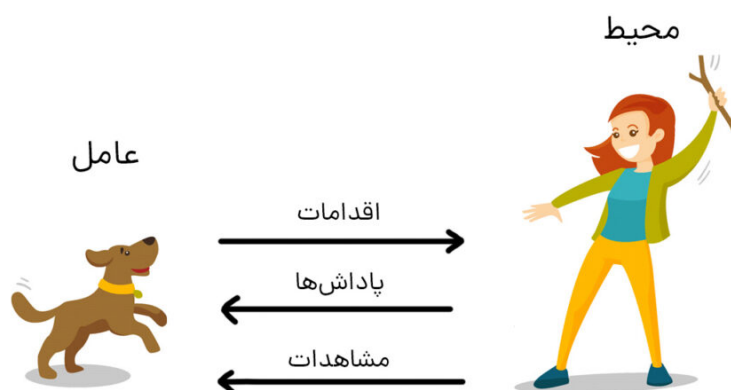 محیط
عامل
اقدامات
پاداش‌ها
مشاهدات